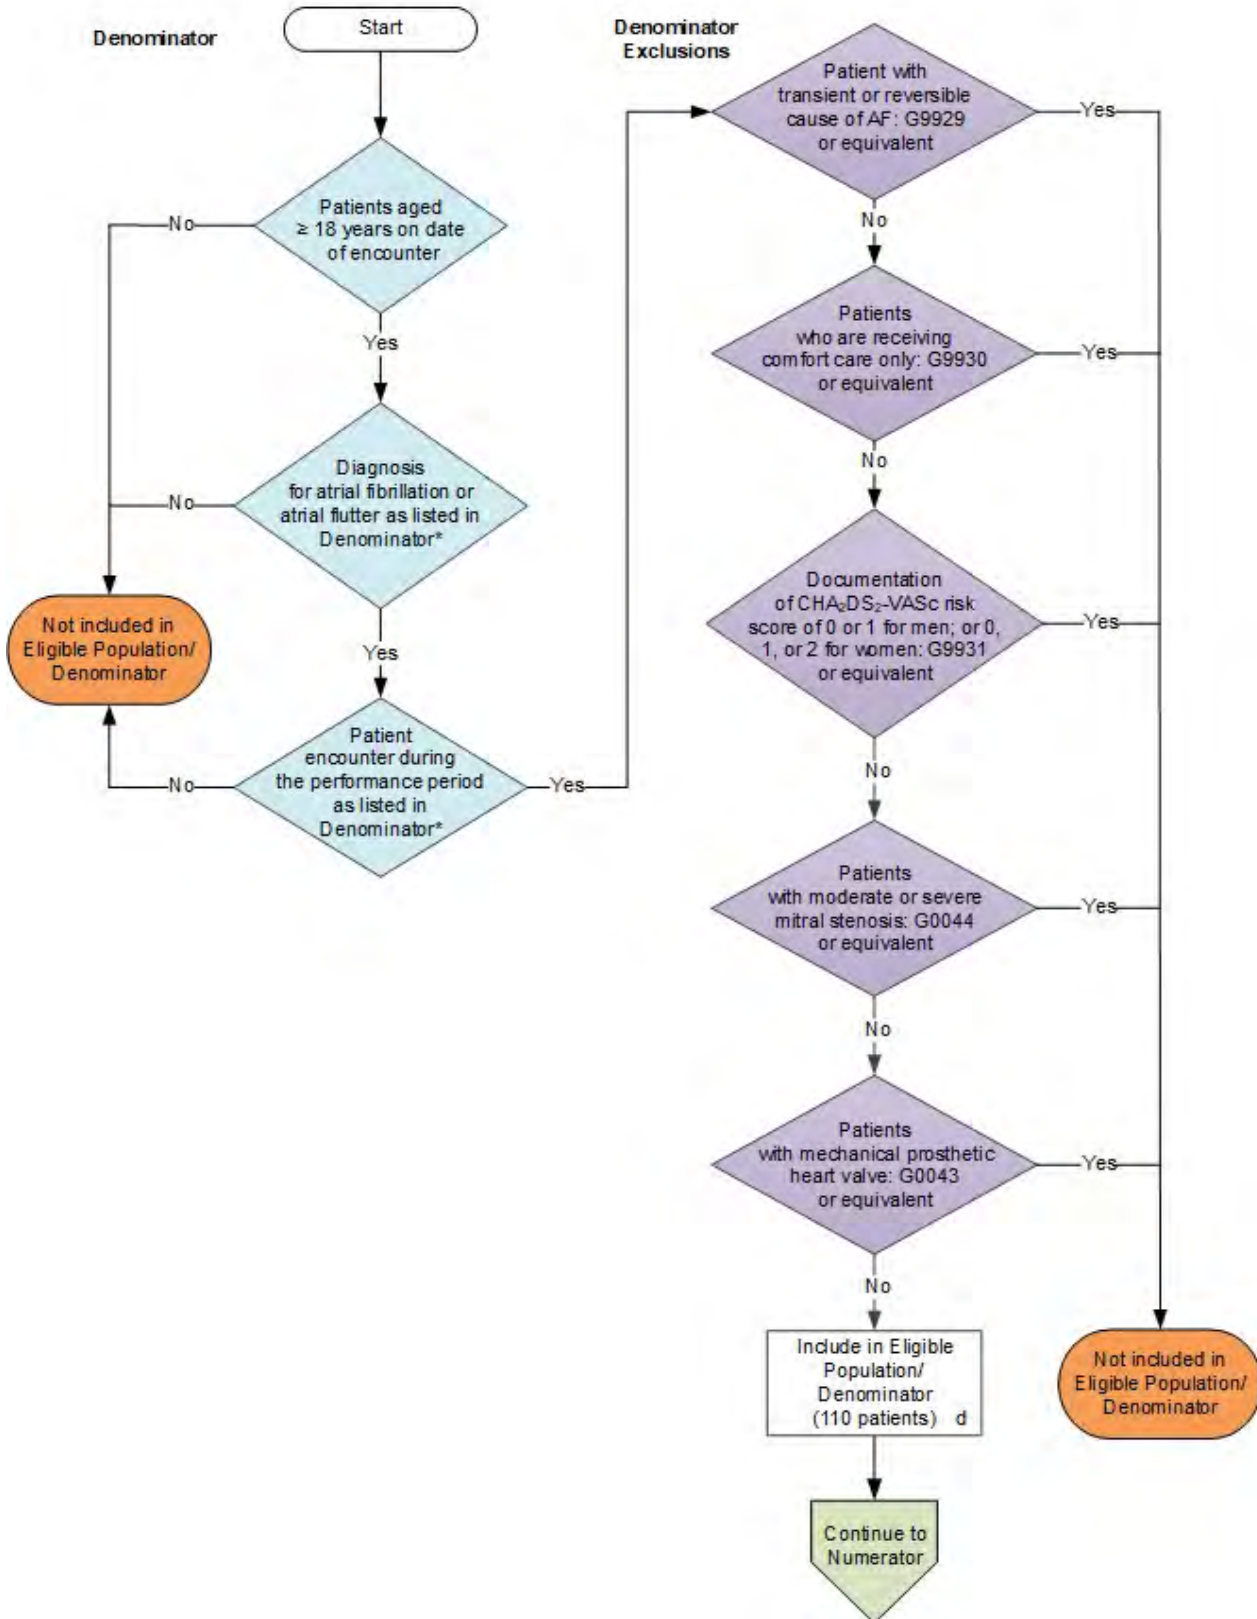 Denominator
Start
Patients aged
≥ 18 years on date
of encounter
No
Yes
Diagnosis
for atrial fibrillation or
atrial flutter as listed in
Denominator*
No
Yes
Not included in
Eligible Population/
Denominator
Patient
encounter during
the performance period
as listed in
Denominator*
No
Yes
Denominator
Exclusions
Patient with
transient or reversible
cause of AF: G9929
or equivalent
Yes
No
Patients
who are receiving
comfort care only: G9930
or equivalent
Yes
No
Documentation
of CHA₂DS₂-VASc risk
score of 0 or 1 for men; or 0,
1, or 2 for women: G9931
or equivalent
Yes
No
Patients
with moderate or severe
mitral stenosis: G0044
or equivalent
Yes
No
Patients
with mechanical prosthetic
heart valve: G0043
or equivalent
Yes
No
Include in Eligible
Population/
Denominator
(110 patients) d
Not included in
Eligible Population/
Denominator
Continue to
Numerator